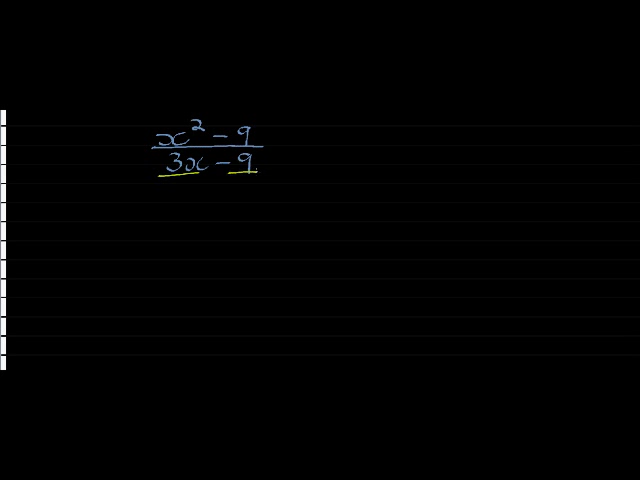 x² - 9
3x - 9